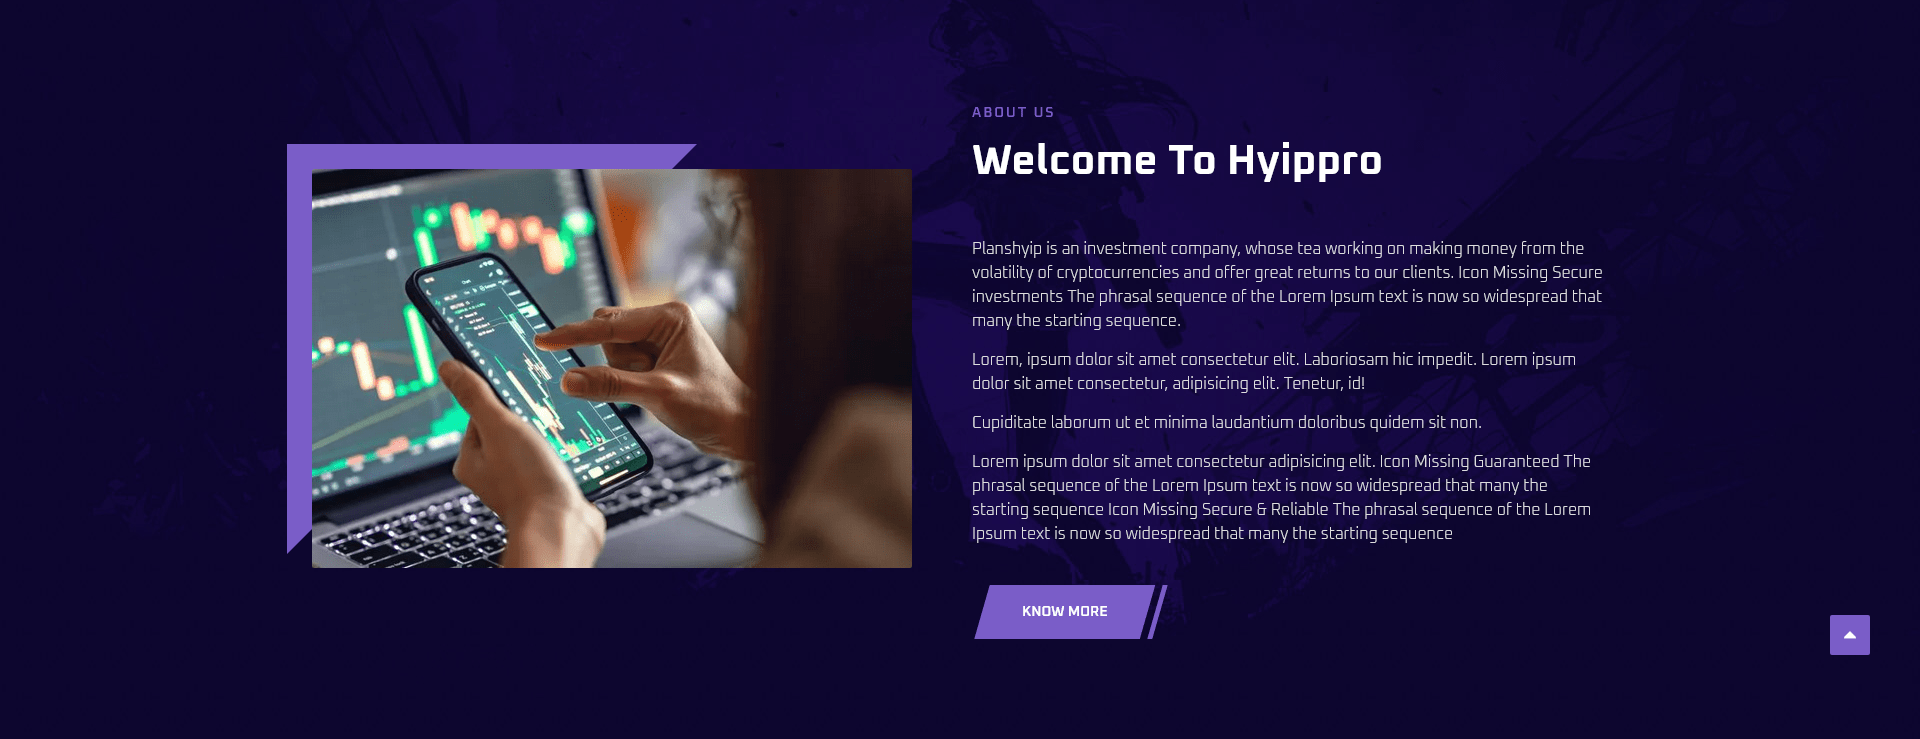 ABOUT US
Welcome To Hyippro
Planshyip is an investment company, whose tea working on making money from the
volatility of cryptocurrencies and offer great returns to our clients. Icon Missing Secure
investments The phrasal sequence of the Lorem Ipsum text is now so widespread that
many the starting sequence.
Lorem, ipsum dolor sit amet consectetur elit. Laboriosam hic impedit. Lorem ipsum
dolor sit amet consectetur, adipisicing elit. Tenetur, id!
Cupiditate laborum ut et minima laudantium doloribus quidem sit non.
Lorem ipsum dolor sit amet consectetur adipisicing elit. Icon Missing Guaranteed The
phrasal sequence of the Lorem Ipsum text is now so widespread that many the
starting sequence Icon Missing Secure & Reliable The phrasal sequence of the Lorem
Ipsum text is now so widespread that many the starting sequence
KNOW MORE